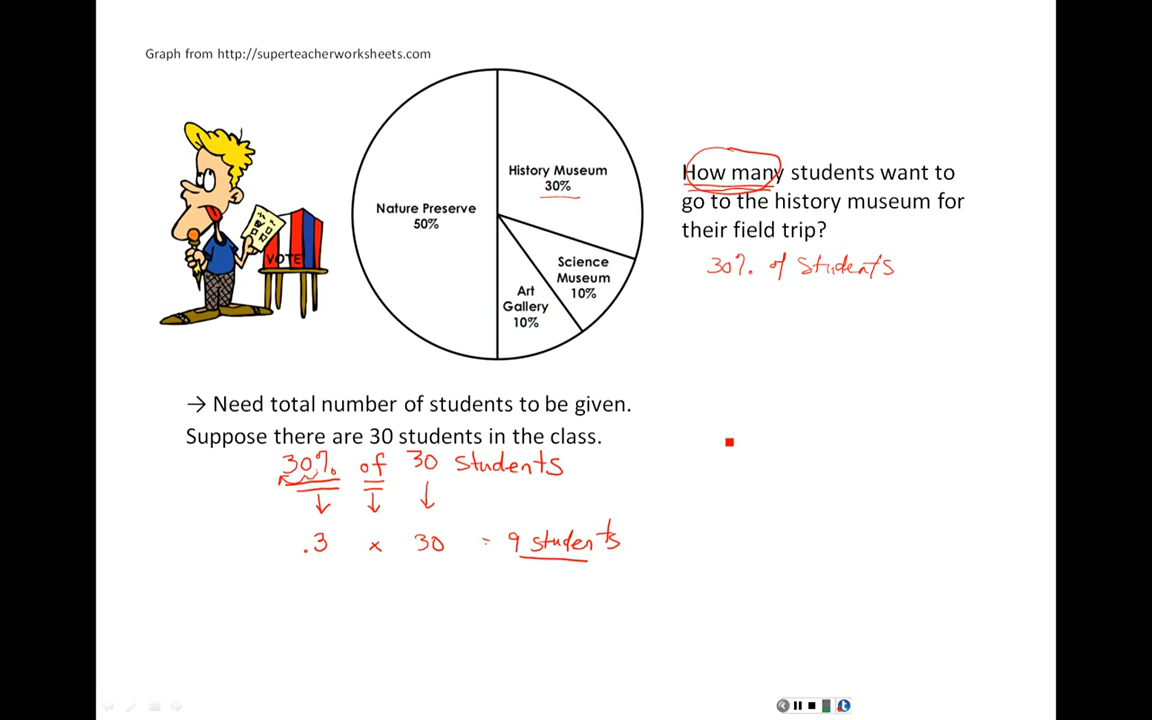 Graph from http://superteacherworksheets.com
History Museum
30%
Nature Preserve
50%
Science
Museum
10%
Art
Gallery
10%
VOTE
How many students want to
go to the history museum for
their field trip?
30% of students
→ Need total number of students to be given.
Suppose there are 30 students in the class.
30% of 30 students
.3 x 30 = 9 students